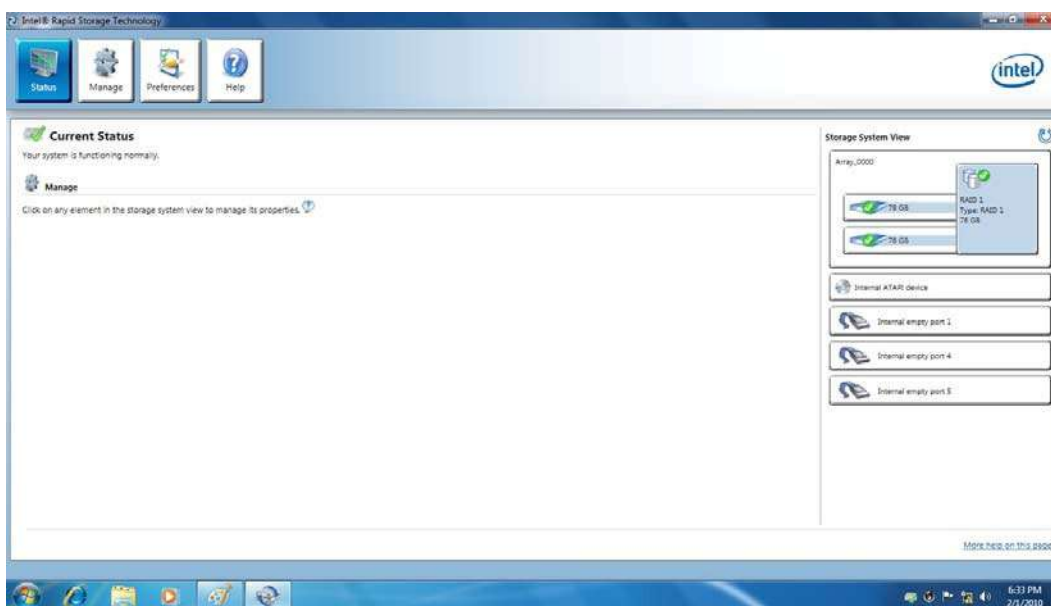 Intel® Rapid Storage Technology
Status
Manage
Preferences
Help
intel
Current Status
Your system is functioning normally.
Manage
Click on any element in the storage system view to manage its properties.
Storage System View
Array_0000
78 GB
78 GB
RAID 1
Type: RAID 1
78 GB
Internal ATAPI device
Internal empty port 1
Internal empty port 4
Internal empty port 5
More help on this page
6:33 PM
2/1/2010